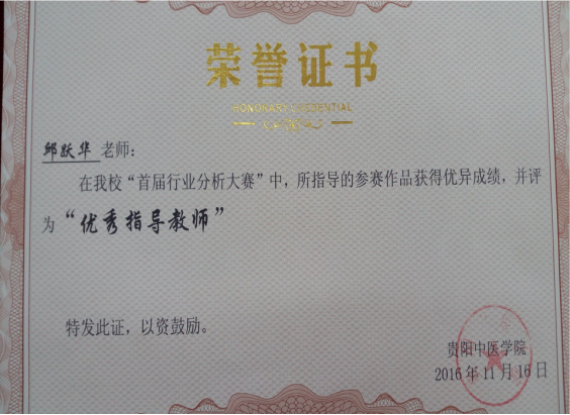 荣誉证书
HONORARY CREDENTIAL
邱跃华 老师:
在我校“首届行业分析大赛”中,所指导的参赛作品获得优异成绩,并评
为“优秀指导教师”
特发此证,以资鼓励。
贵阳中医学院
2016年11月16日